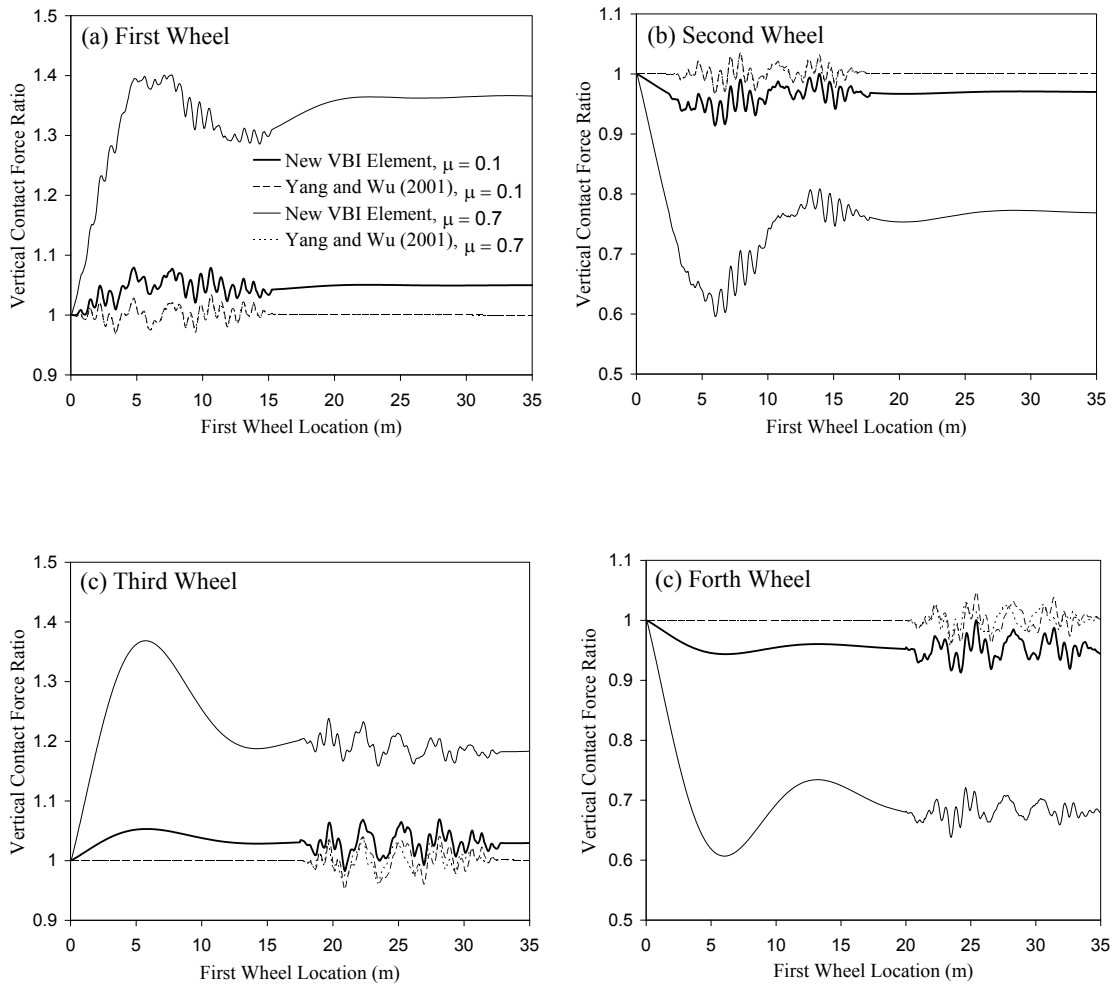 (a) First Wheel
Vertical Contact Force Ratio
1.5
1.4
1.3
1.2
1.1
1
0.9
New VBI Element, μ = 0.1
Yang and Wu (2001), μ = 0.1
New VBI Element, μ = 0.7
Yang and Wu (2001), μ = 0.7
0 5 10 15 20 25 30 35
First Wheel Location (m)
(b) Second Wheel
Vertical Contact Force Ratio
1.1
1
0.9
0.8
0.7
0.6
0.5
0 5 10 15 20 25 30 35
First Wheel Location (m)
(c) Third Wheel
Vertical Contact Force Ratio
1.5
1.4
1.3
1.2
1.1
1
0.9
0 5 10 15 20 25 30 35
First Wheel Location (m)
(c) Forth Wheel
Vertical Contact Force Ratio
1.1
1
0.9
0.8
0.7
0.6
0.5
0 5 10 15 20 25 30 35
First Wheel Location (m)